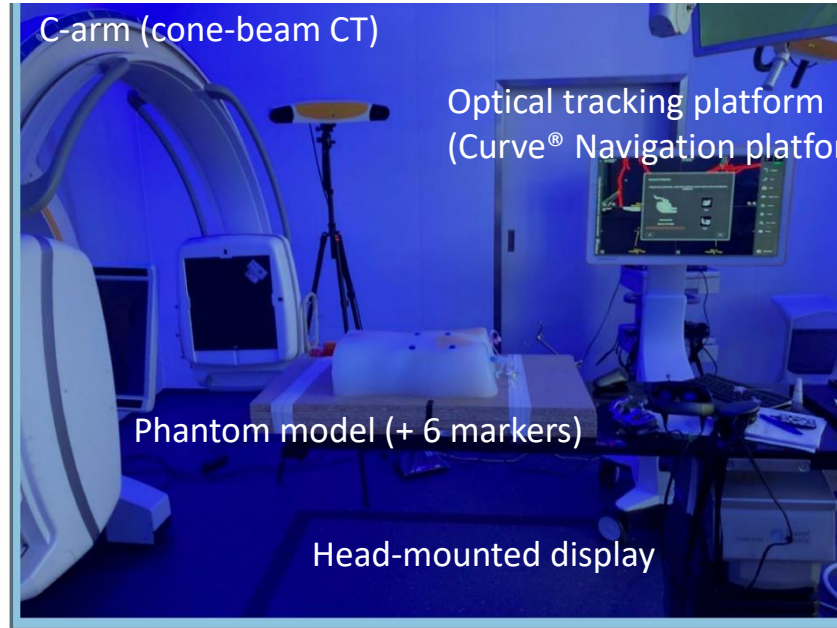 C-arm (cone-beam CT)
Optical tracking platform
(Curve® Navigation platfor
Phantom model (+ 6 markers)
Head-mounted display